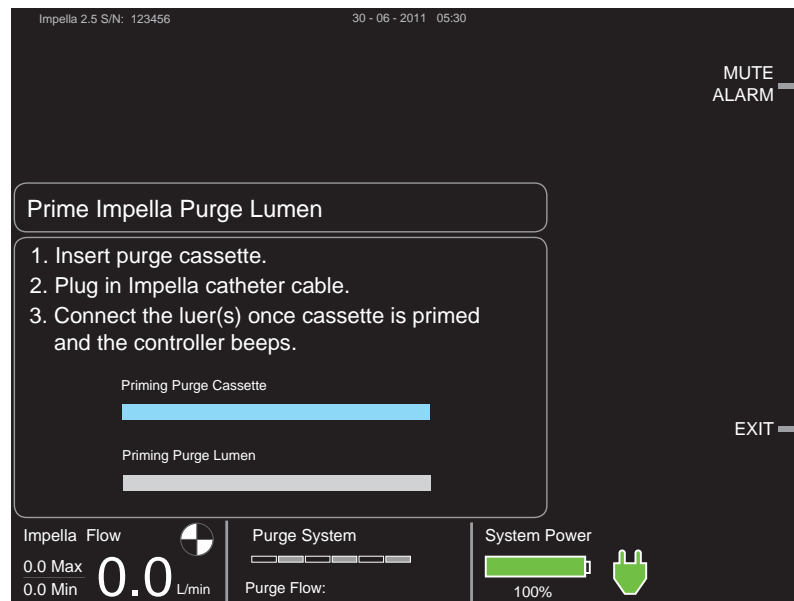 Impella 2.5 S/N: 123456
30 - 06 - 2011 05:30
MUTE
ALARM
Prime Impella Purge Lumen
1. Insert purge cassette.
2. Plug in Impella catheter cable.
3. Connect the luer(s) once cassette is primed
and the controller beeps.
Priming Purge Cassette
EXIT
Priming Purge Lumen
Impella Flow
0.0 Max
0.0 Min
0.0 L/min
Purge System
Purge Flow:
System Power
100%